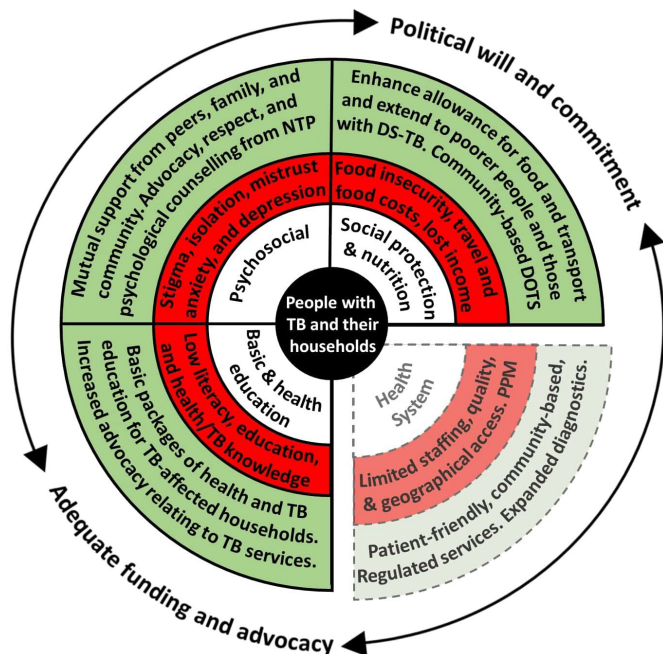 Political will and commitment
Mutual support from peers, family, and
community. Advocacy, respect, and
psychological counselling from NTP
Stigma, isolation, mistrust
anxiety, and depression
Psychosocial
Enhance allowance for food and transport
and extend to poorer people and those
with DS-TB. Community-based DOTS
Food insecurity, travel and
food costs, lost income
Social protection
& nutrition
People with
TB and their
households
Basic & health
education
Low literacy, education,
and health/TB knowledge
Basic packages of health and TB
education for TB-affected households.
Increased advocacy relating to TB services.
Health
System
Limited staffing, quality,
& geographical access. PPM
Patient-friendly, community-based,
Regulated services. Expanded diagnostics.
Adequate funding and advocacy